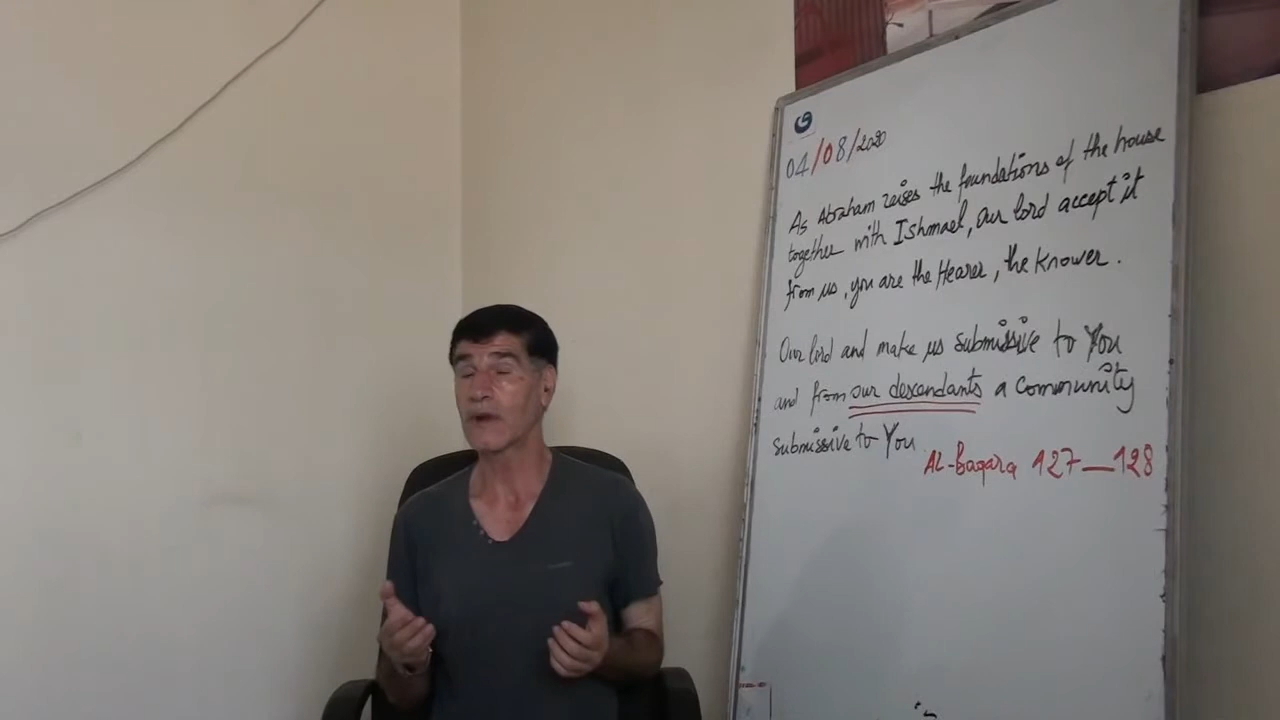 04/08/2020
As Abraham raises the foundations of the house
together with Ishmael, Our lord accept it
from us, you are the Hearer, the Knower.
Our lord and make us submissive to You
and from our descendants a community
submissive to You
AL-baqara 127-128